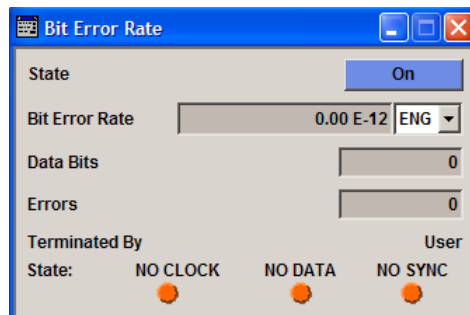 Bit Error Rate
State On
Bit Error Rate 0.00 E-12 ENG
Data Bits 0
Errors 0
Terminated By User
State: NO CLOCK NO DATA NO SYNC